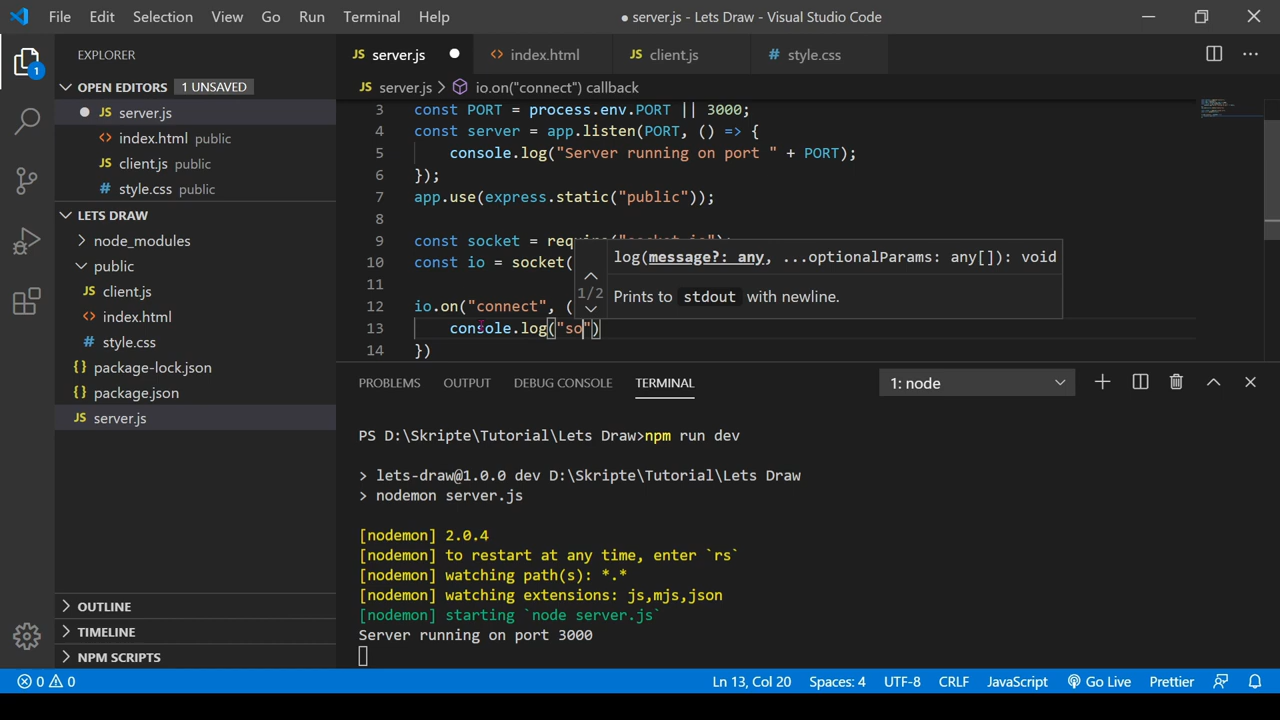 File Edit Selection View Go Run Terminal Help ● server.js - Lets Draw - Visual Studio Code
EXPLORER
1
OPEN EDITORS 1 UNSAVED
JS server.js
<> index.html public
JS client.js public
# style.css public
LETS DRAW
node_modules
public
JS client.js
<> index.html
# style.css
{} package-lock.json
{} package.json
JS server.js
OUTLINE
TIMELINE
NPM SCRIPTS
JS server.js ● <> index.html JS client.js # style.css
JS server.js > io.on("connect") callback
3 const PORT = process.env.PORT || 3000;
4 const server = app.listen(PORT, () => {
5 console.log("Server running on port " + PORT);
6 });
7 app.use(express.static("public"));
8
9 const socket =
10 const io = socket(
11
12 io.on("connect", (
13 console.log("so")
14 })
log(message?: any, ...optionalParams: any[]): void
1/2
Prints to stdout with newline.
PROBLEMS OUTPUT DEBUG CONSOLE TERMINAL 1: node
PS D:\Skripte\Tutorial\Lets Draw>npm run dev
> lets-draw@1.0.0 dev D:\Skripte\Tutorial\Lets Draw
> nodemon server.js
[nodemon] 2.0.4
[nodemon] to restart at any time, enter `rs`
[nodemon] watching path(s): *.*
[nodemon] watching extensions: js,mjs,json
[nodemon] starting `node server.js`
Server running on port 3000
0 0 Ln 13, Col 20 Spaces: 4 UTF-8 CRLF JavaScript Go Live Prettier